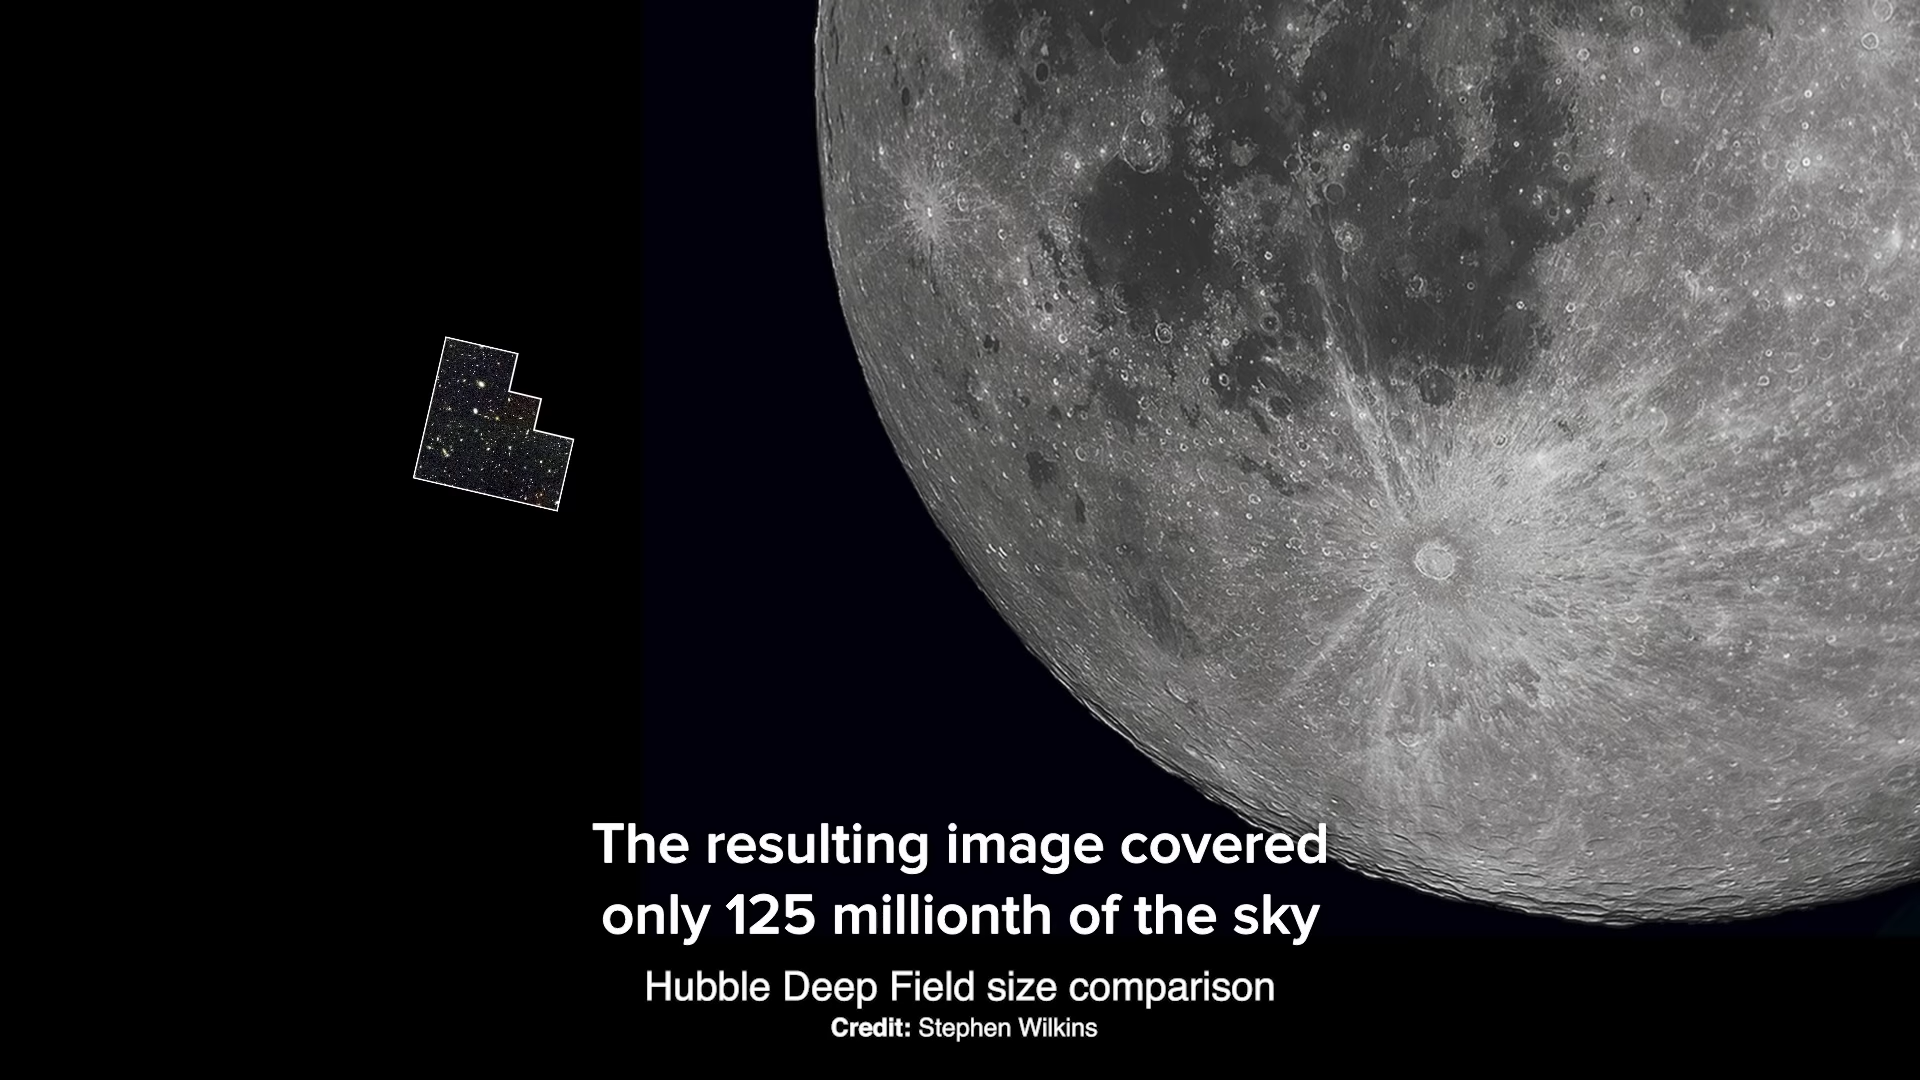 The resulting image covered
only 125 millionth of the sky
Hubble Deep Field size comparison
Credit: Stephen Wilkins